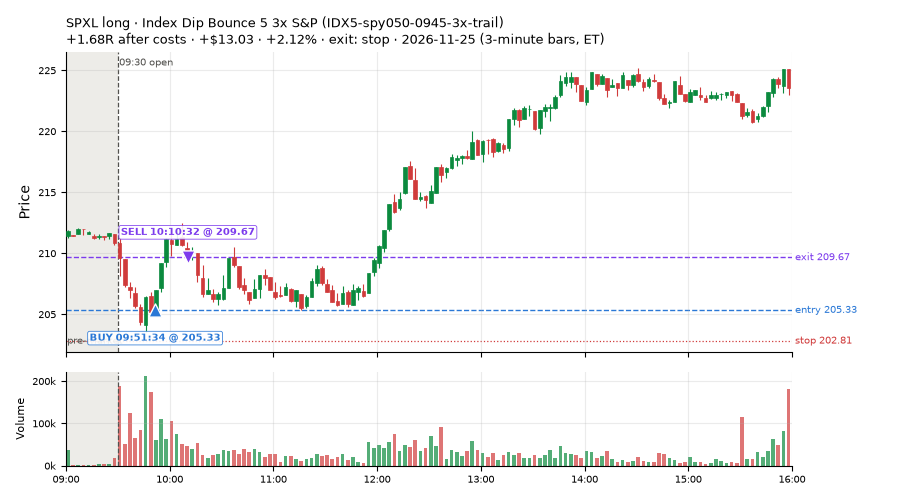 SPXL long · Index Dip Bounce 5 3x S&P (IDX5-spy050-0945-3x-trail)
+1.68R after costs · +$13.03 · +2.12% · exit: stop · 2026-11-25 (3-minute bars, ET)
09:30 open
225
220
215
210
205
Price
SELL 10:10:32 @ 209.67
exit 209.67
entry 205.33
BUY 09:51:34 @ 205.33
pre-
stop 202.81
200k
100k
0k
Volume
09:00
10:00
11:00
12:00
13:00
14:00
15:00
16:00